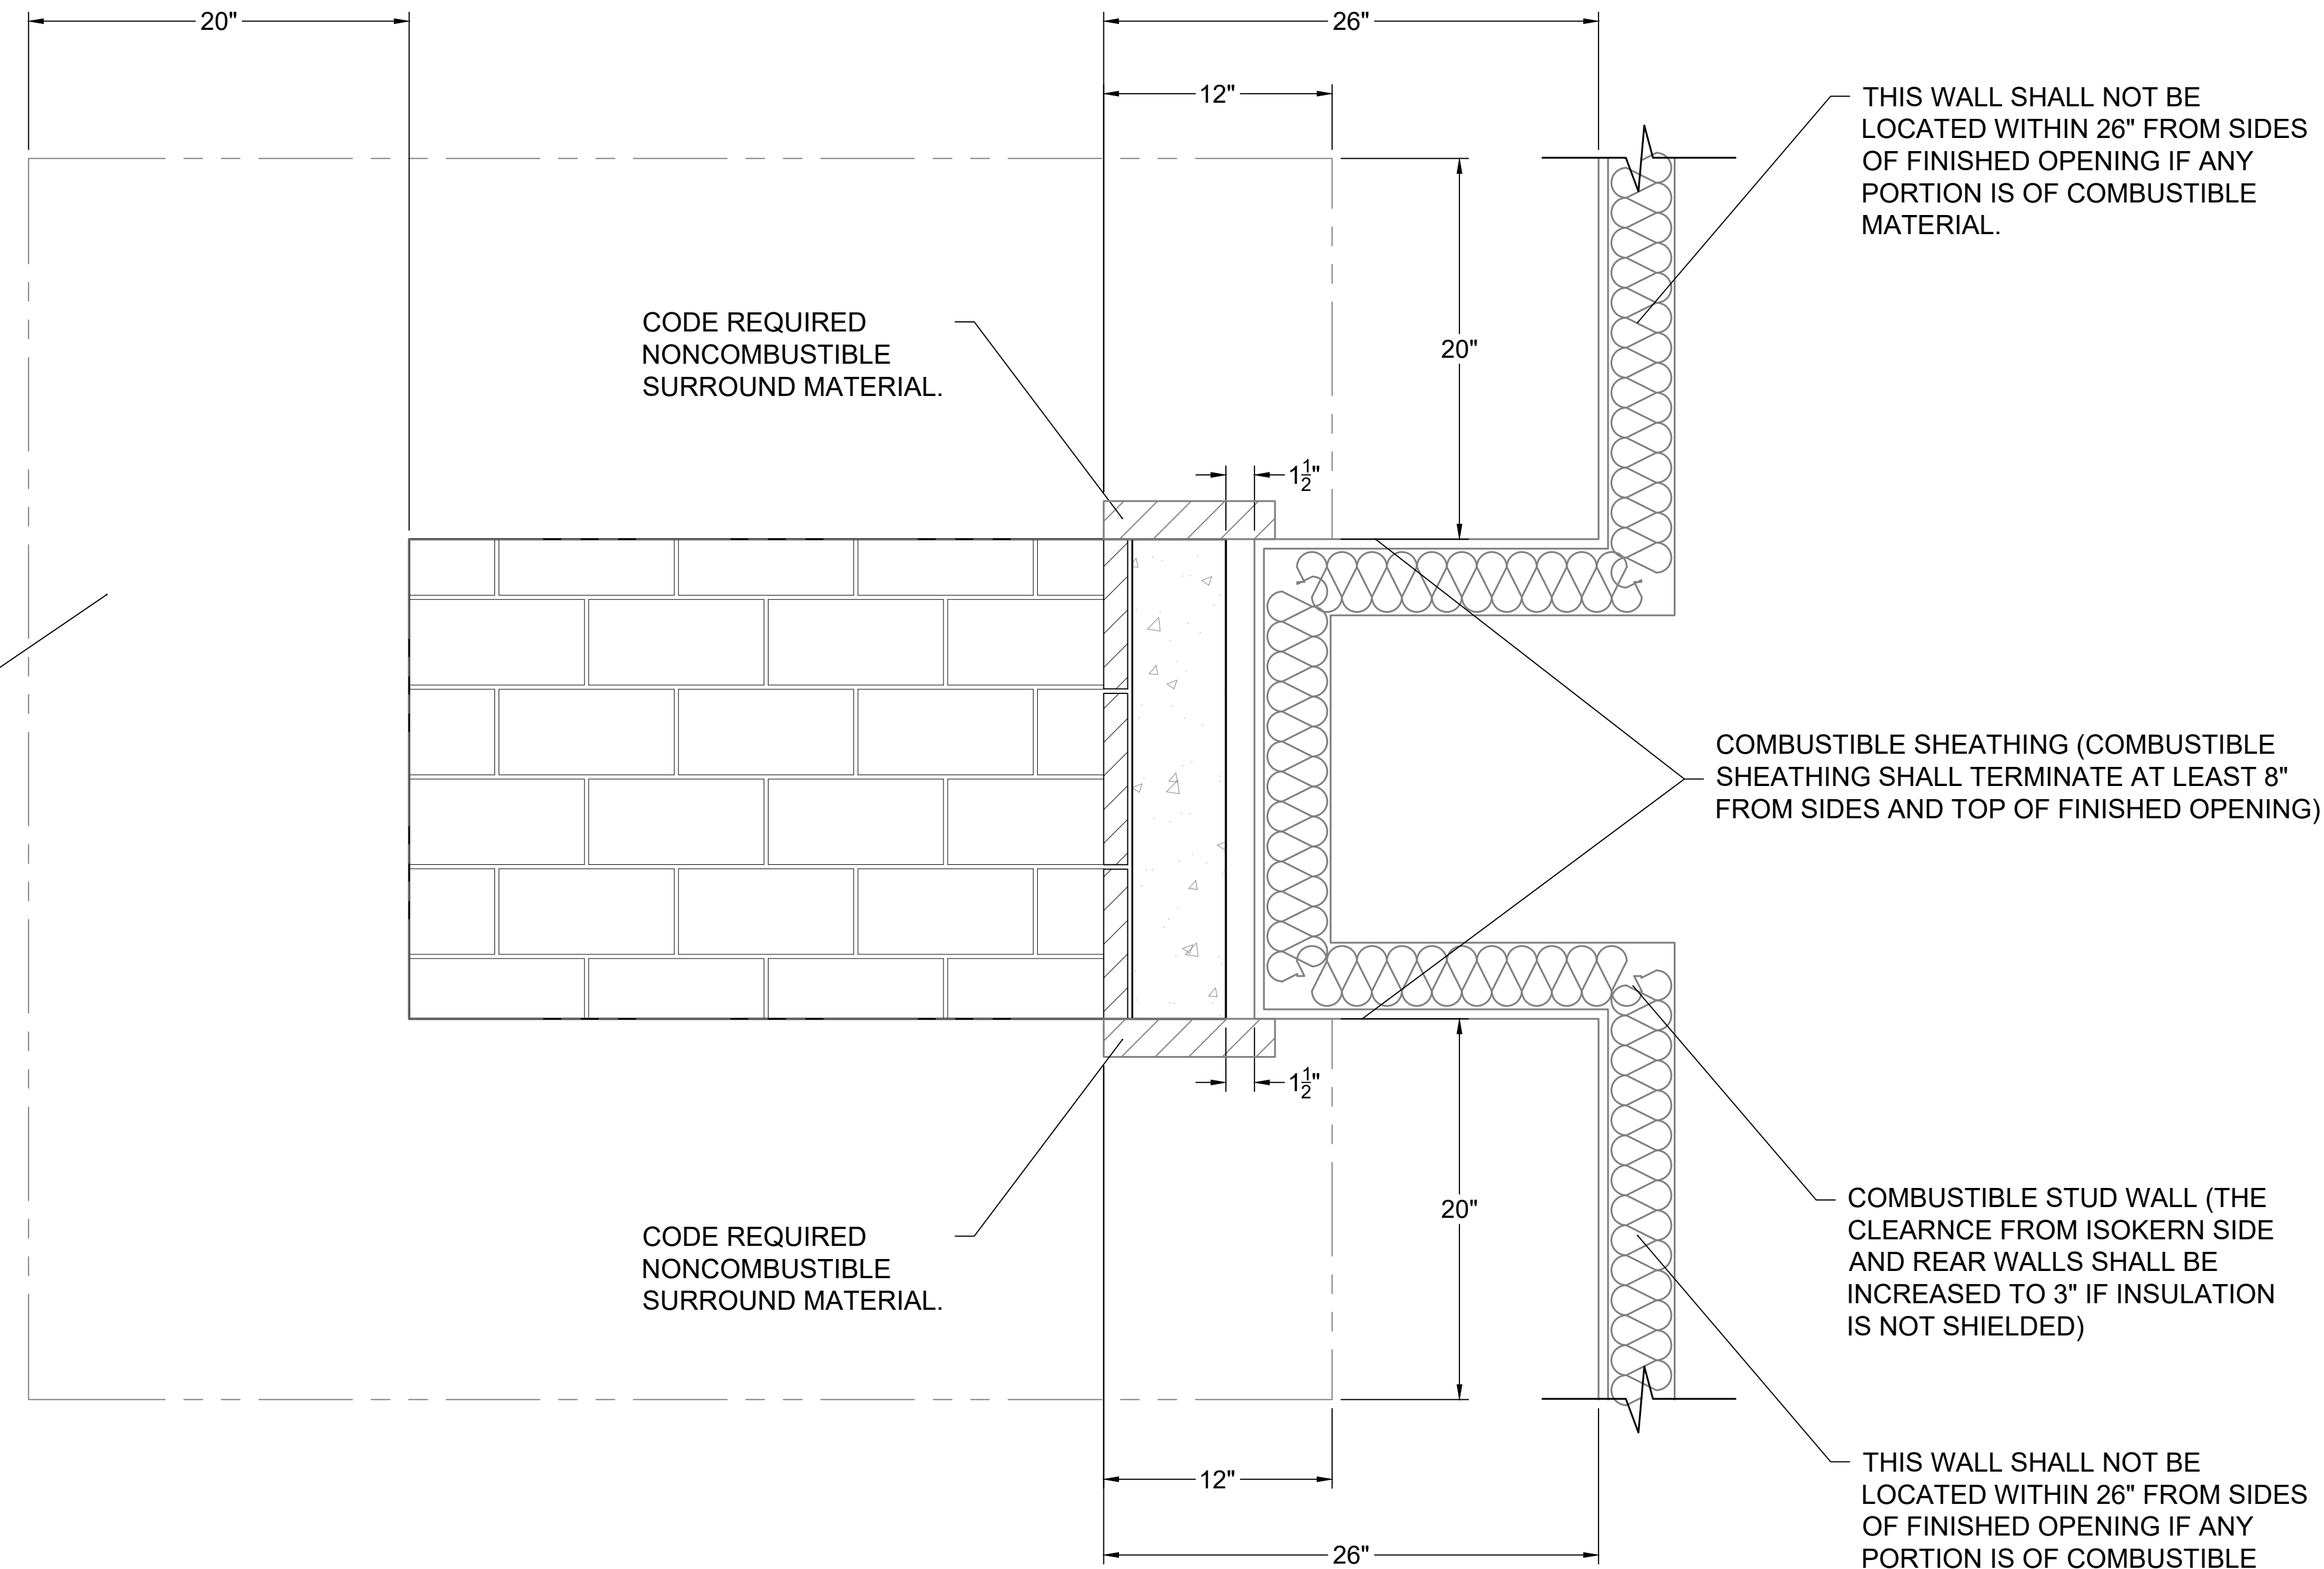 20"
26"
12"
THIS WALL SHALL NOT BE
LOCATED WITHIN 26" FROM SIDES
OF FINISHED OPENING IF ANY
PORTION IS OF COMBUSTIBLE
MATERIAL.
CODE REQUIRED
NONCOMBUSTIBLE
SURROUND MATERIAL.
20"
1 1/2"
COMBUSTIBLE SHEATHING (COMBUSTIBLE
SHEATHING SHALL TERMINATE AT LEAST 8"
FROM SIDES AND TOP OF FINISHED OPENING)
1 1/2"
CODE REQUIRED
NONCOMBUSTIBLE
SURROUND MATERIAL.
20"
COMBUSTIBLE STUD WALL (THE
CLEARNCE FROM ISOKERN SIDE
AND REAR WALLS SHALL BE
INCREASED TO 3" IF INSULATION
IS NOT SHIELDED)
12"
26"
THIS WALL SHALL NOT BE
LOCATED WITHIN 26" FROM SIDES
OF FINISHED OPENING IF ANY
PORTION IS OF COMBUSTIBLE